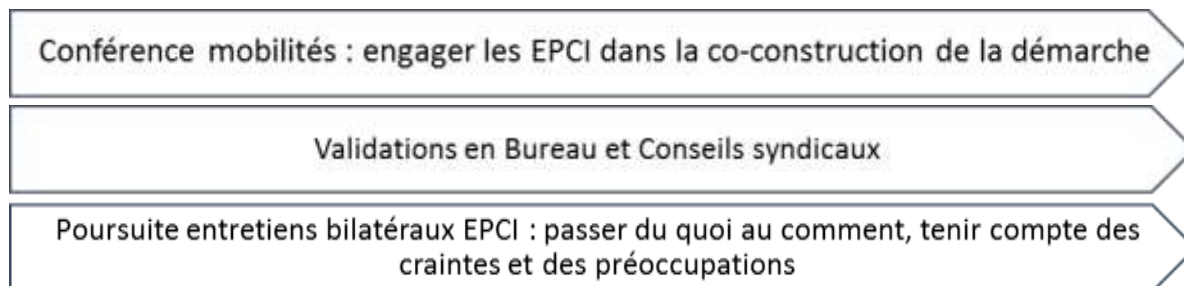 Conférence mobilités : engager les EPCI dans la co-construction de la démarche
Validations en Bureau et Conseils syndicaux
Poursuite entretiens bilatéraux EPCI : passer du quoi au comment, tenir compte des
craintes et des préoccupations